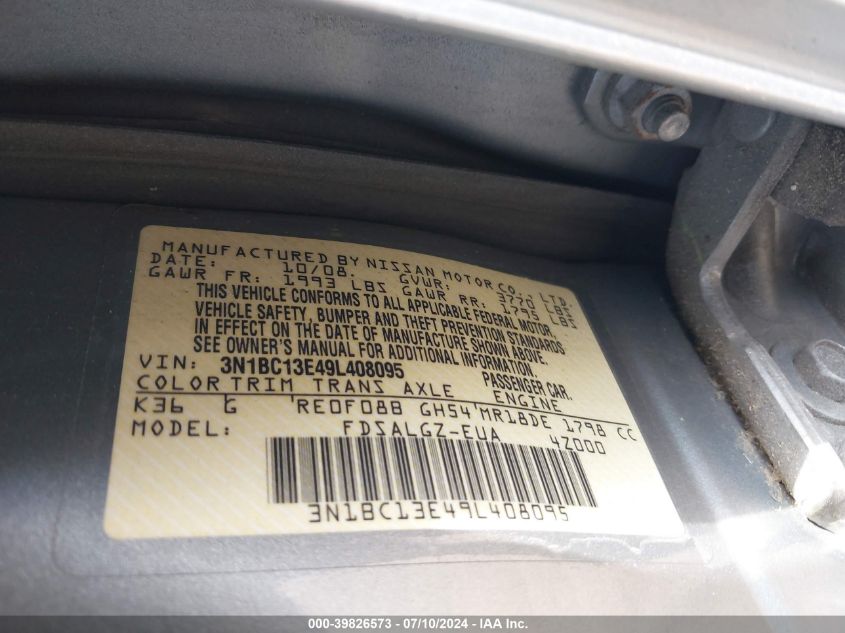 MANUFACTURED BY NISSAN MOTOR CO., LTD.
DATE: 10/08. GVWR: 3770 LBS
GAWR FR: 1993 LBS GAWR RR: 1795 LBS
THIS VEHICLE CONFORMS TO ALL APPLICABLE FEDERAL MOTOR
VEHICLE SAFETY, BUMPER AND THEFT PREVENTION STANDARDS
IN EFFECT ON THE DATE OF MANUFACTURE SHOWN ABOVE.
SEE OWNER'S MANUAL FOR ADDITIONAL INFORMATION.
VIN: 3N1BC13E49L408095 PASSENGER CAR.
COLOR TRIM TRANS AXLE ENGINE
K36 G 'RE0F08B GH54'MR18DE 1798 CC
MODEL: FDSALGZ-EUA 4Z000
3N1BC13E49L408095
000-39826573 / 07/10/2024 - IAA Inc.